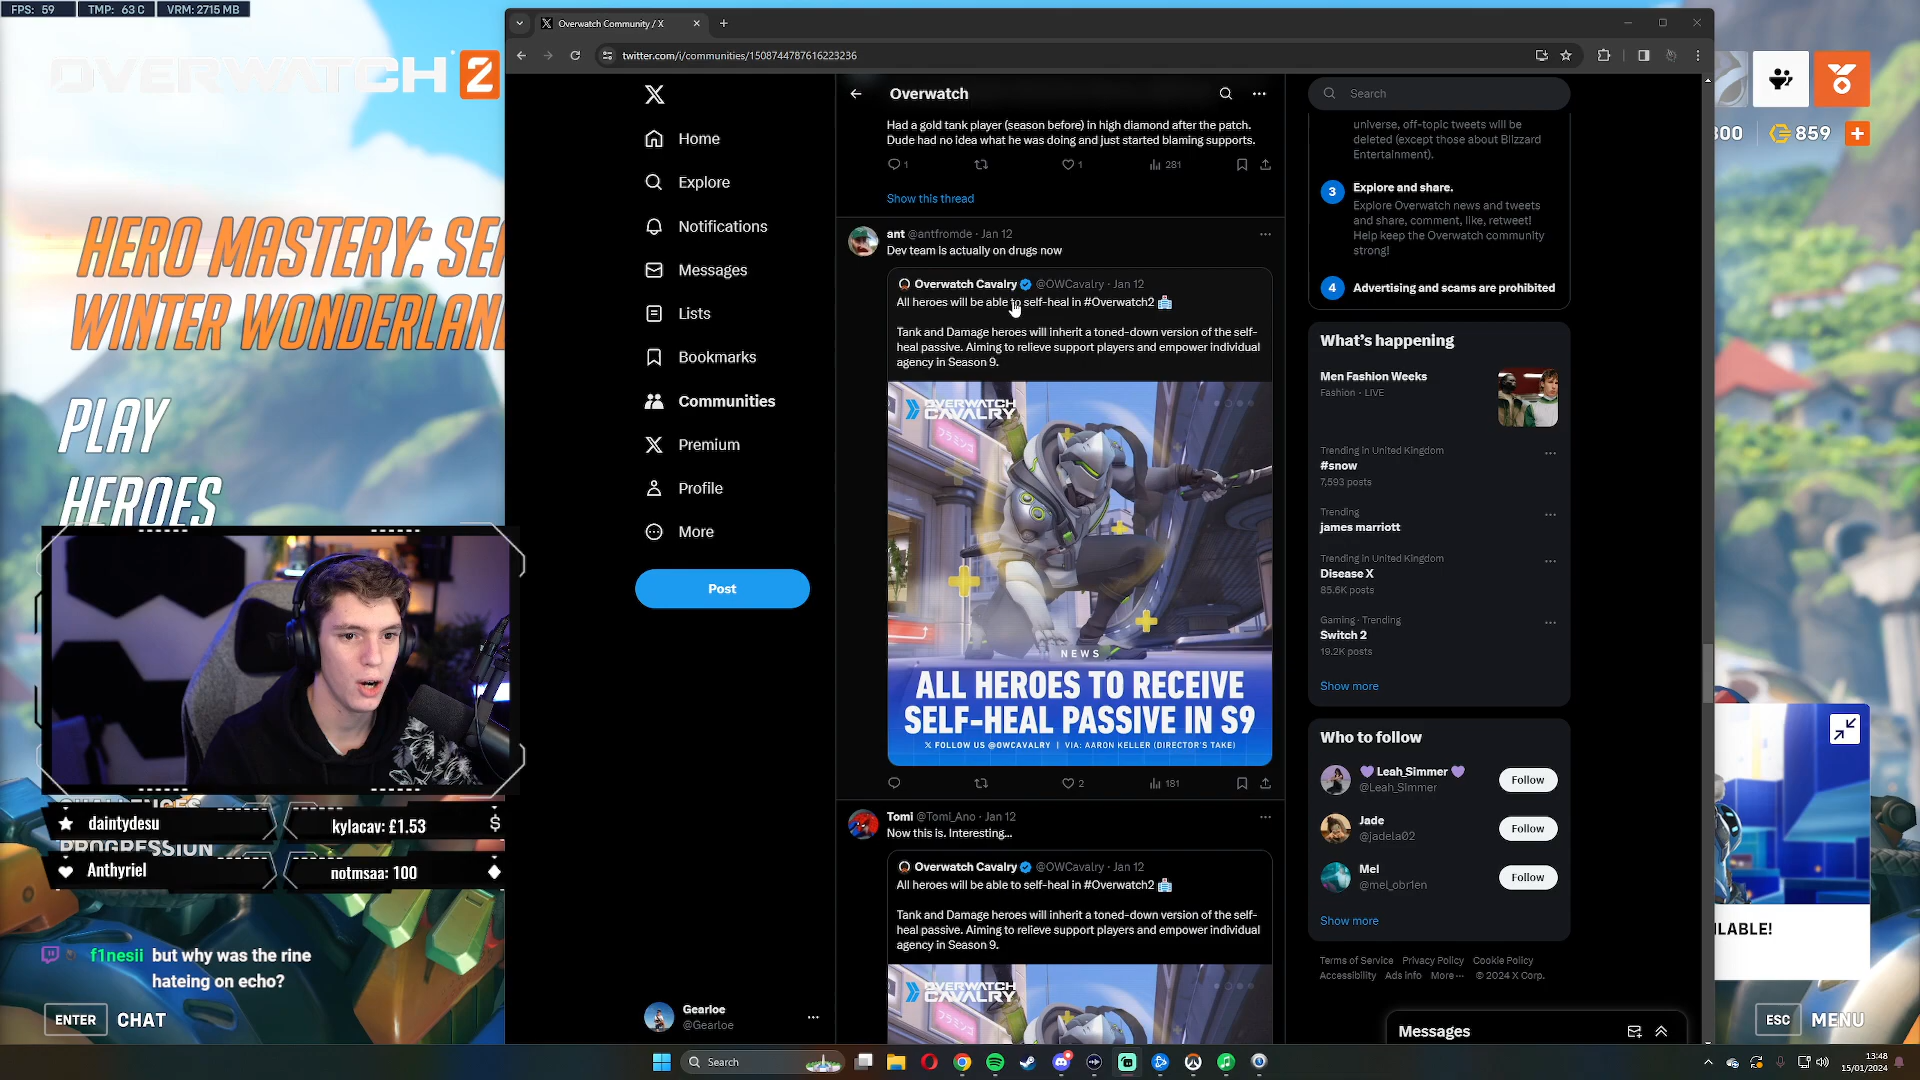 FPS: 59
TMP: 63 C
VRM: 2715 MB
OVERWATCH 2
HERO MASTERY: SE
WINTER WONDERLAN
PLAY
HEROES
CHALLENGES
PROGRESSION
daintydesu
kylacav: £1.53
$
Anthyriel
notmsaa: 100
f1nesii but why was the rine
hateing on echo?
ENTER CHAT
Overwatch Community / X
twitter.com/i/communities/1508744787616223236
Home
Explore
Notifications
Messages
Lists
Bookmarks
Communities
Premium
Profile
More
Post
Gearloe
@Gearloe
Overwatch
Had a gold tank player (season before) in high diamond after the patch.
Dude had no idea what he was doing and just started blaming supports.
1
1
281
Show this thread
ant @antfromde · Jan 12
Dev team is actually on drugs now
Overwatch Cavalry @OWCavalry · Jan 12
All heroes will be able to self-heal in #Overwatch2
Tank and Damage heroes will inherit a toned-down version of the self-
heal passive. Aiming to relieve support players and empower individual
agency in Season 9.
OVERWATCH
CAVALRY
フラミンゴ
NEWS
ALL HEROES TO RECEIVE
SELF-HEAL PASSIVE IN S9
X FOLLOW US @OWCAVALRY | VIA: AARON KELLER (DIRECTOR'S TAKE)
2
181
Tomi @Tomi_Ano · Jan 12
Now this is. Interesting...
Overwatch Cavalry @OWCavalry · Jan 12
All heroes will be able to self-heal in #Overwatch2
Tank and Damage heroes will inherit a toned-down version of the self-
heal passive. Aiming to relieve support players and empower individual
agency in Season 9.
OVERWATCH
CAVALRY
Search
universe, off-topic tweets will be
deleted (except those about Blizzard
Entertainment).
3 Explore and share.
Explore Overwatch news and tweets
and share, comment, like, retweet!
Help keep the Overwatch community
strong!
4 Advertising and scams are prohibited
What's happening
Men Fashion Weeks
Fashion · LIVE
Trending in United Kingdom
#snow
7,593 posts
Trending
james marriott
Trending in United Kingdom
Disease X
85.6K posts
Gaming · Trending
Switch 2
19.2K posts
Show more
Who to follow
Leah_Simmer
@Leah_Simmer
Follow
Jade
@jadela02
Follow
Mel
@mel_obr1en
Follow
Show more
Terms of Service Privacy Policy Cookie Policy
Accessibility Ads info More ··· © 2024 X Corp.
Messages
300
859
ILABLE!
ESC MENU
Search
13:48
15/01/2024